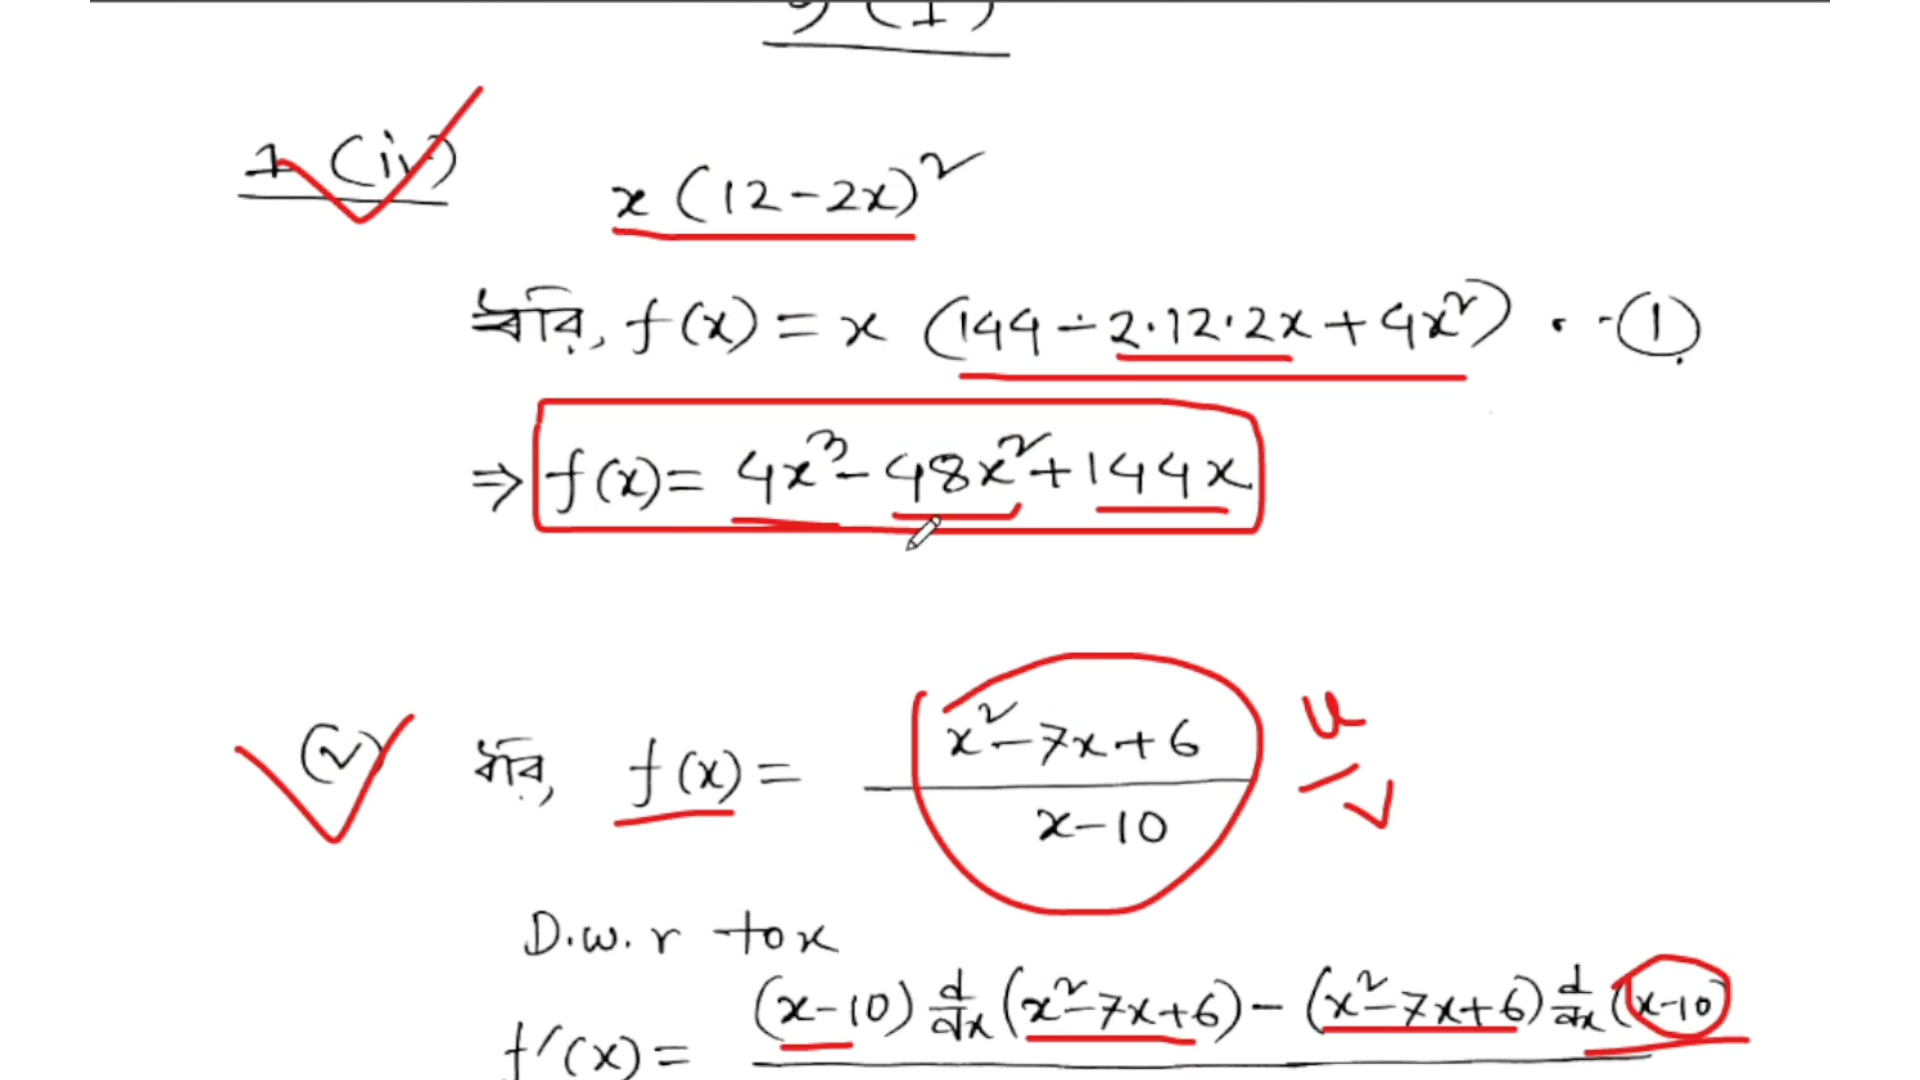 1 (iv)
x (12-2x)²
ধরি, f(x) = x (144 - 2·12·2x + 4x²) · ·· ①
⇒ f(x) = 4x³ - 48x² + 144x
(v) ধরি, f(x) = x² - 7x + 6 / x - 10 u / v
D.w.r to x
f'(x) = (x-10) d/dx (x² - 7x + 6) - (x² - 7x + 6) d/dx (x-10)